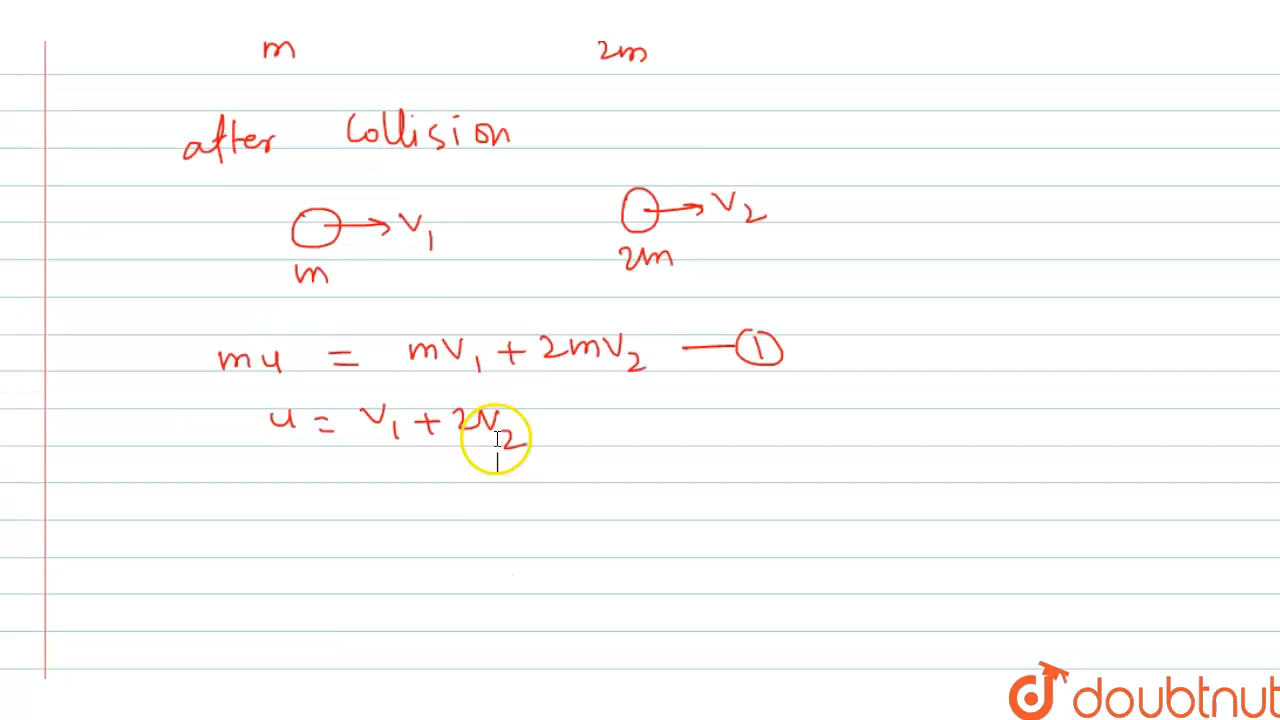 m 2m
after Collision
V1 V2
m 2m
mu = mV1 + 2mV2 — ①
u = V1 + 2V2
doubtnut